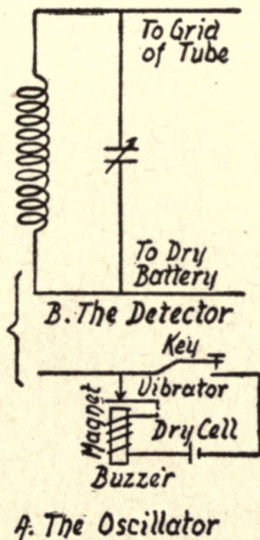 To Grid
of Tube
To Dry
Battery
B. The Detector
Key
Vibrator
Magnet
Dry Cell
Buzzer
A. The Oscillator